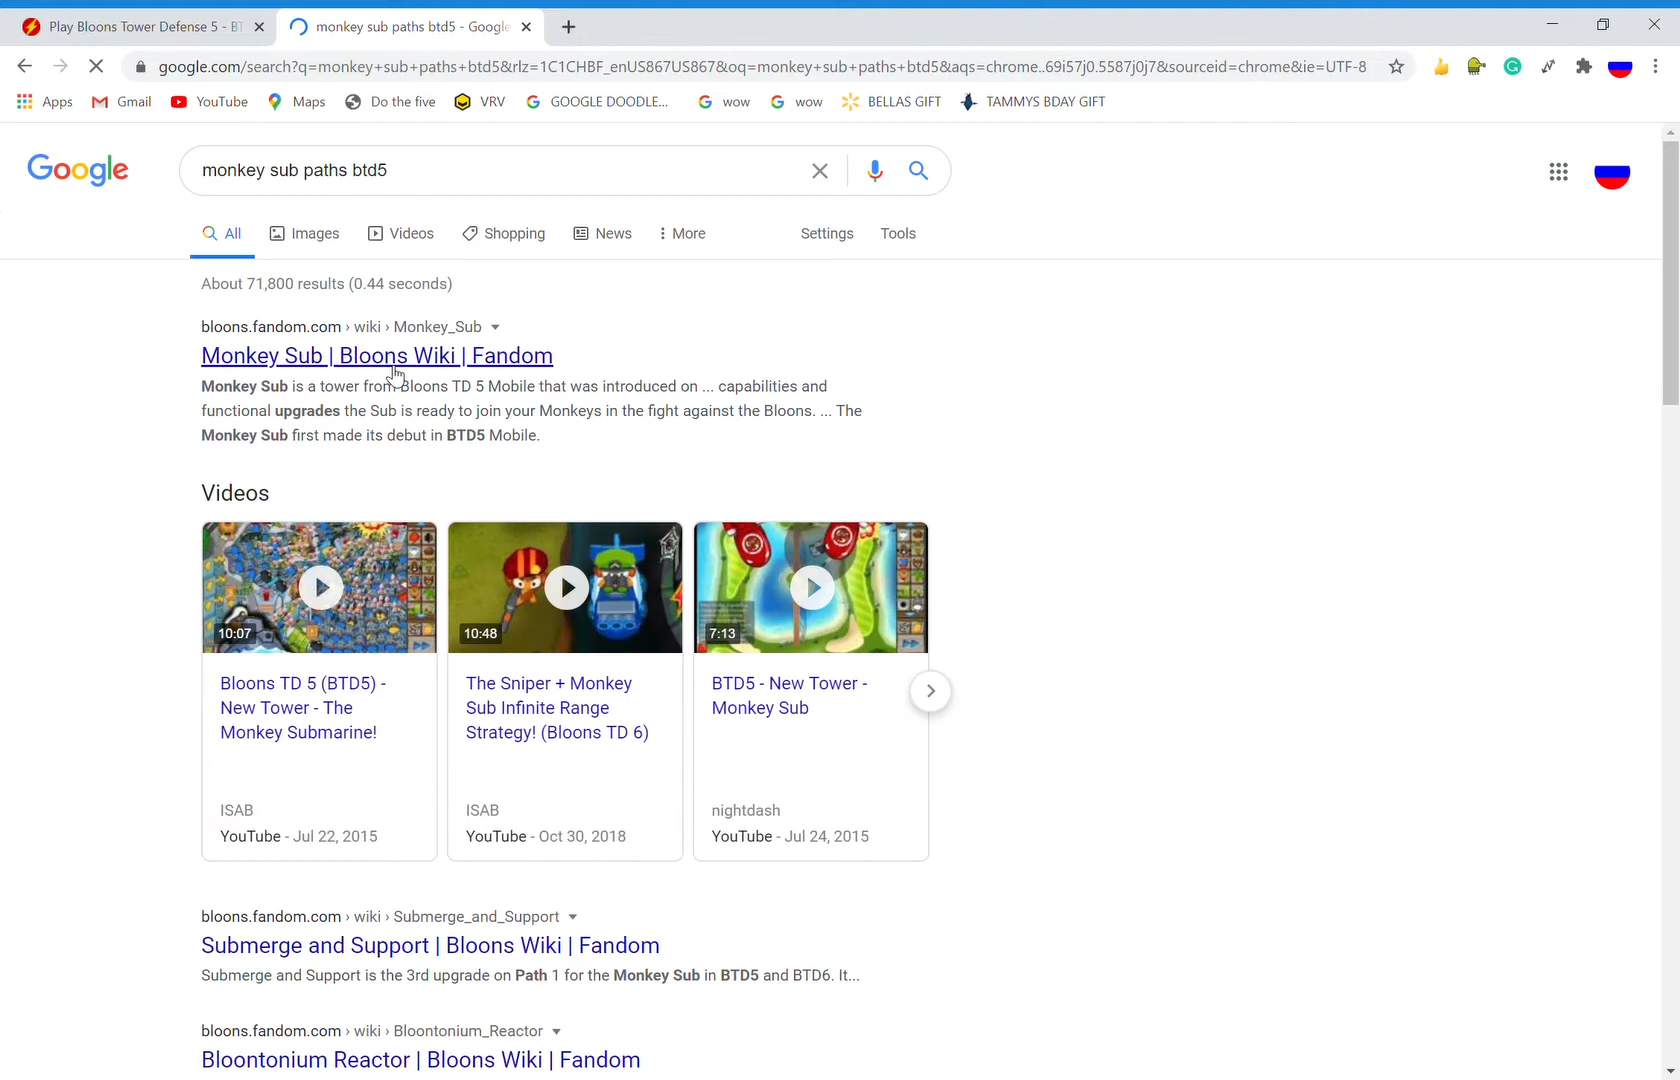 Play Bloons Tower Defense 5 - BT
monkey sub paths btd5 - Google
google.com/search?q=monkey+sub+paths+btd5&rlz=1C1CHBF_enUS867US867&oq=monkey+sub+paths+btd5&aqs=chrome..69i57j0.5587j0j7&sourceid=chrome&ie=UTF-8
Apps Gmail YouTube Maps Do the five VRV GOOGLE DOODLE... wow wow BELLAS GIFT TAMMYS BDAY GIFT
Google
monkey sub paths btd5
All Images Videos Shopping News More Settings Tools
About 71,800 results (0.44 seconds)
bloons.fandom.com › wiki › Monkey_Sub
Monkey Sub | Bloons Wiki | Fandom
Monkey Sub is a tower from Bloons TD 5 Mobile that was introduced on ... capabilities and
functional upgrades the Sub is ready to join your Monkeys in the fight against the Bloons. ... The
Monkey Sub first made its debut in BTD5 Mobile.
Videos
10:07
Bloons TD 5 (BTD5) -
New Tower - The
Monkey Submarine!
ISAB
YouTube - Jul 22, 2015
10:48
The Sniper + Monkey
Sub Infinite Range
Strategy! (Bloons TD 6)
ISAB
YouTube - Oct 30, 2018
7:13
BTD5 - New Tower -
Monkey Sub
nightdash
YouTube - Jul 24, 2015
bloons.fandom.com › wiki › Submerge_and_Support
Submerge and Support | Bloons Wiki | Fandom
Submerge and Support is the 3rd upgrade on Path 1 for the Monkey Sub in BTD5 and BTD6. It...
bloons.fandom.com › wiki › Bloontonium_Reactor
Bloontonium Reactor | Bloons Wiki | Fandom